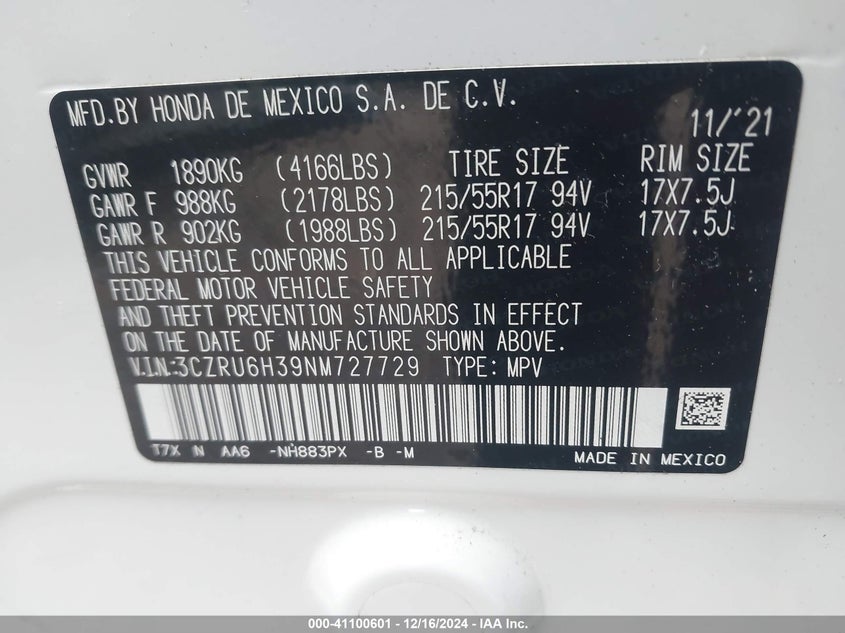 MFD.BY HONDA DE MEXICO S.A. DE C.V.
11/'21
GVWR 1890KG (4166LBS) TIRE SIZE RIM SIZE
GAWR F 988KG (2178LBS) 215/55R17 94V 17X7.5J
GAWR R 902KG (1988LBS) 215/55R17 94V 17X7.5J
THIS VEHICLE CONFORMS TO ALL APPLICABLE
FEDERAL MOTOR VEHICLE SAFETY
AND THEFT PREVENTION STANDARDS IN EFFECT
ON THE DATE OF MANUFACTURE SHOWN ABOVE.
V.I.N:3CZRU6H39NM727729 TYPE: MPV
T7X N AA6 -NH883PX -B -M
MADE IN MEXICO
000-41100601 - 12/16/2024 - IAA Inc.